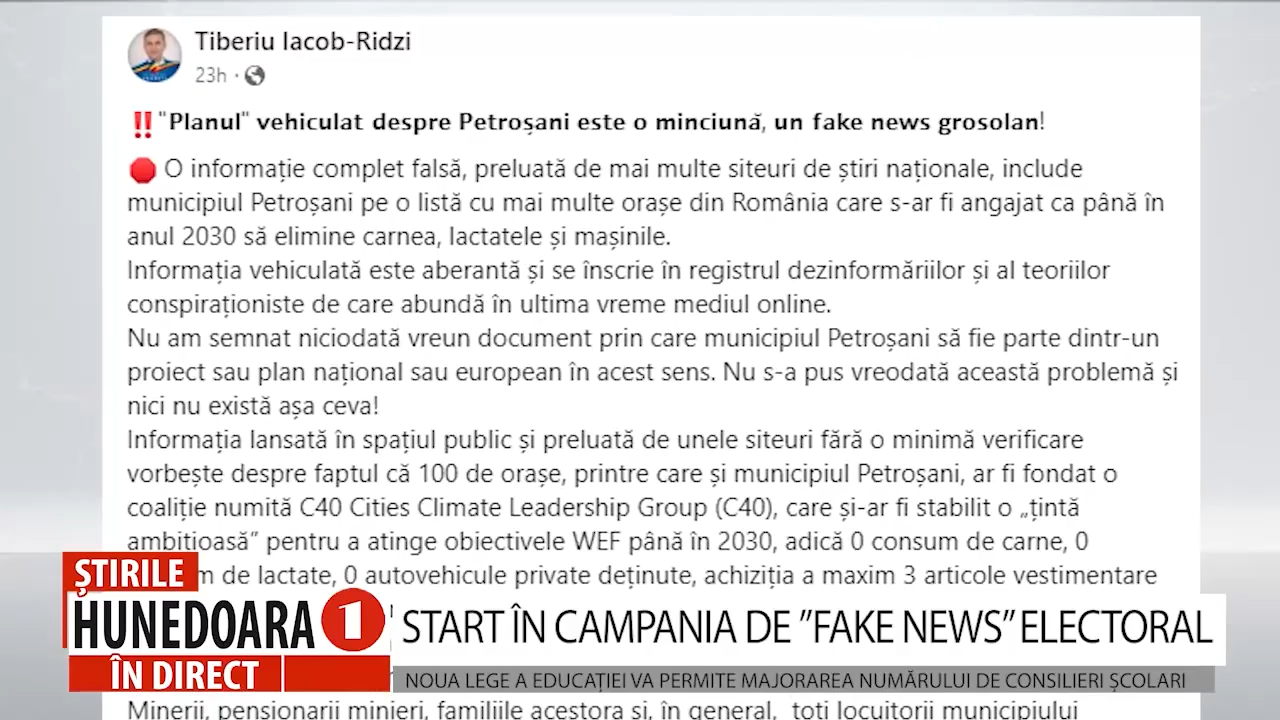 Tiberiu Iacob-Ridzi
23h ·
‼"Planul" vehiculat despre Petroșani este o minciună, un fake news grosolan!
O informație complet falsă, preluată de mai multe siteuri de știri naționale, include
municipiul Petroșani pe o listă cu mai multe orașe din România care s-ar fi angajat ca până în
anul 2030 să elimine carnea, lactatele și mașinile.
Informația vehiculată este aberantă și se înscrie în registrul dezinformăriilor și al teoriilor
conspiraționiste de care abundă în ultima vreme mediul online.
Nu am semnat niciodată vreun document prin care municipiul Petroșani să fie parte dintr-un
proiect sau plan național sau european în acest sens. Nu s-a pus vreodată această problemă și
nici nu există așa ceva!
Informația lansată în spațiul public și preluată de unele siteuri fără o minimă verificare
vorbește despre faptul că 100 de orașe, printre care și municipiul Petroșani, ar fi fondat o
coaliție numită C40 Cities Climate Leadership Group (C40), care și-ar fi stabilit o „țintă
ambițioasă” pentru a atinge obiectivele WEF până în 2030, adică 0 consum de carne, 0
de lactate, 0 autovehicule private deținute, achiziția a maxim 3 articole vestimentare
ȘTIRILE
HUNEDOARA 1
ÎN DIRECT
START ÎN CAMPANIA DE ”FAKE NEWS” ELECTORAL
NOUA LEGE A EDUCAȚIEI VA PERMITE MAJORAREA NUMĂRULUI DE CONSILIERI ȘCOLARI
Minerii, pensionarii minieri, familiile acestora și, în general, toți locuitorii municipiului